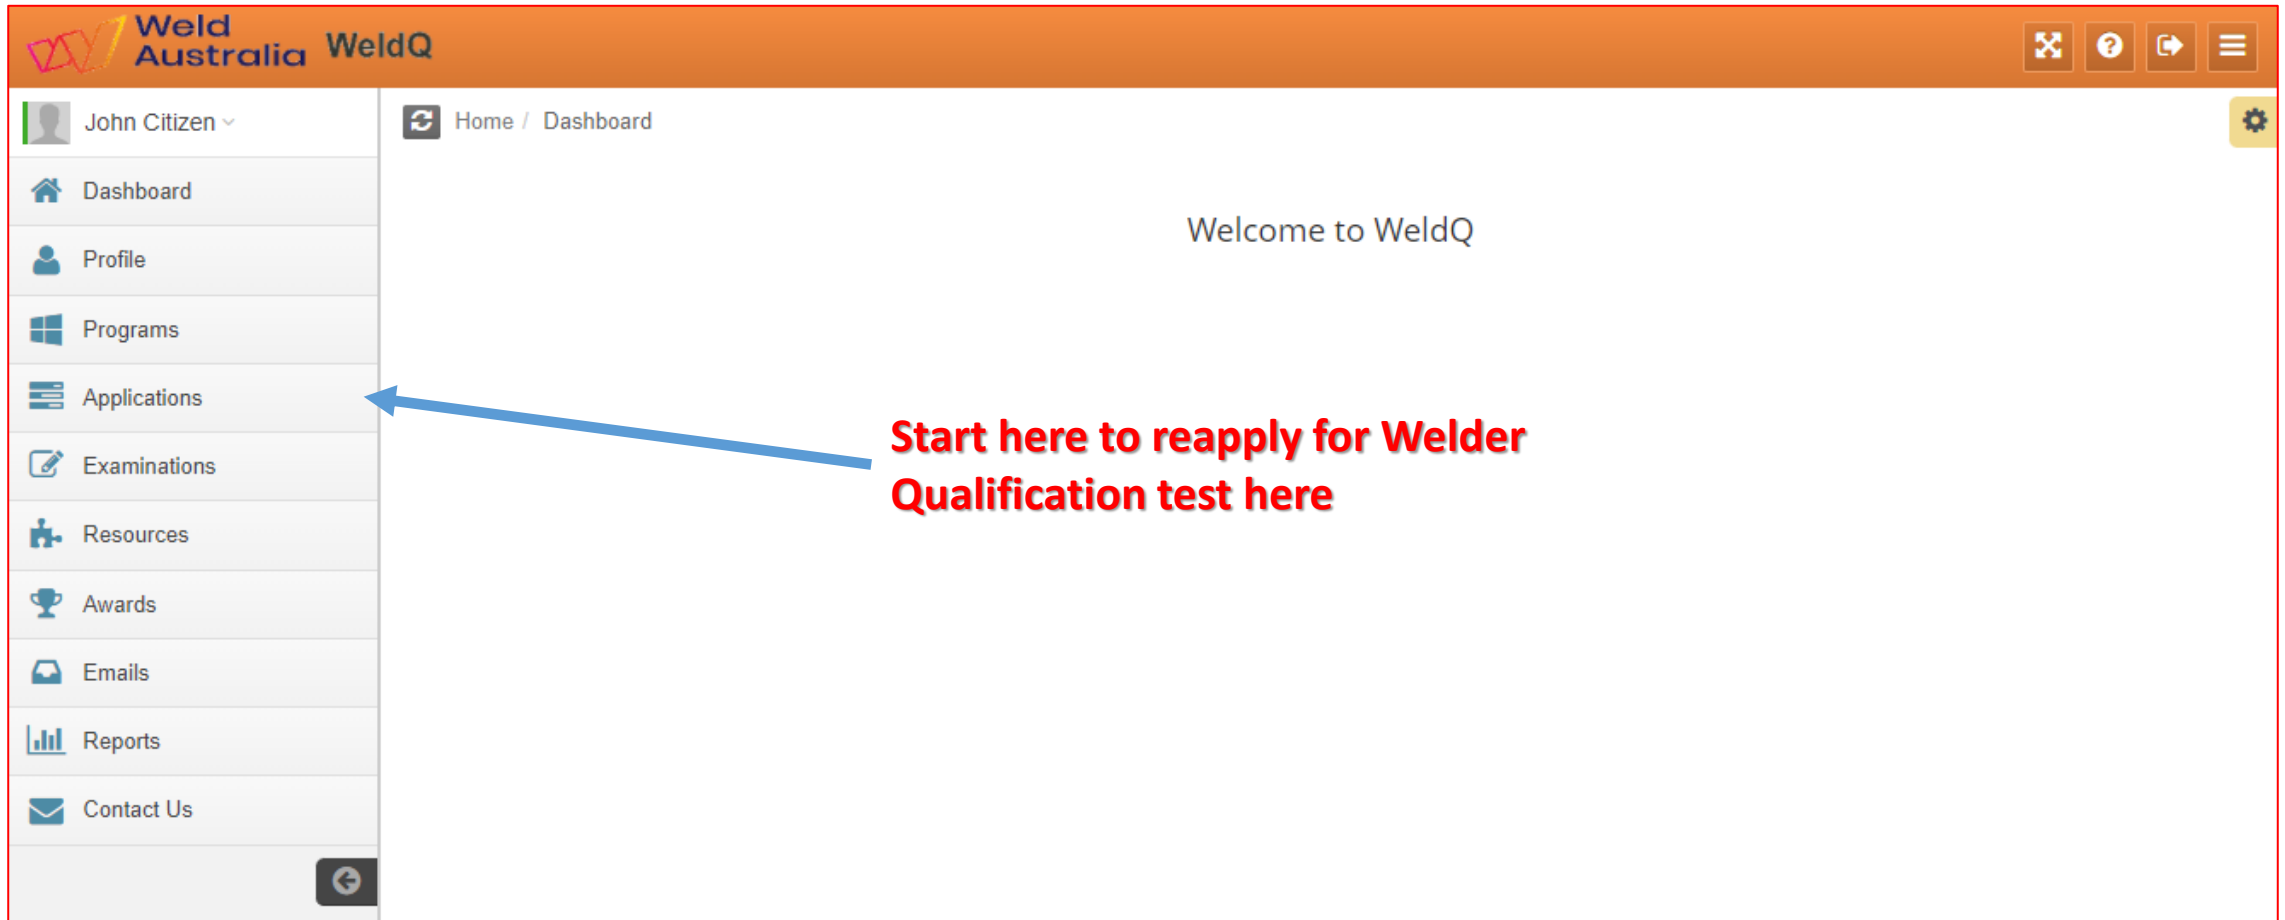 Weld
Australia WeldQ
John Citizen
Home / Dashboard
Dashboard
Welcome to WeldQ
Profile
Programs
Applications
Start here to reapply for Welder
Qualification test here
Examinations
Resources
Awards
Emails
Reports
Contact Us